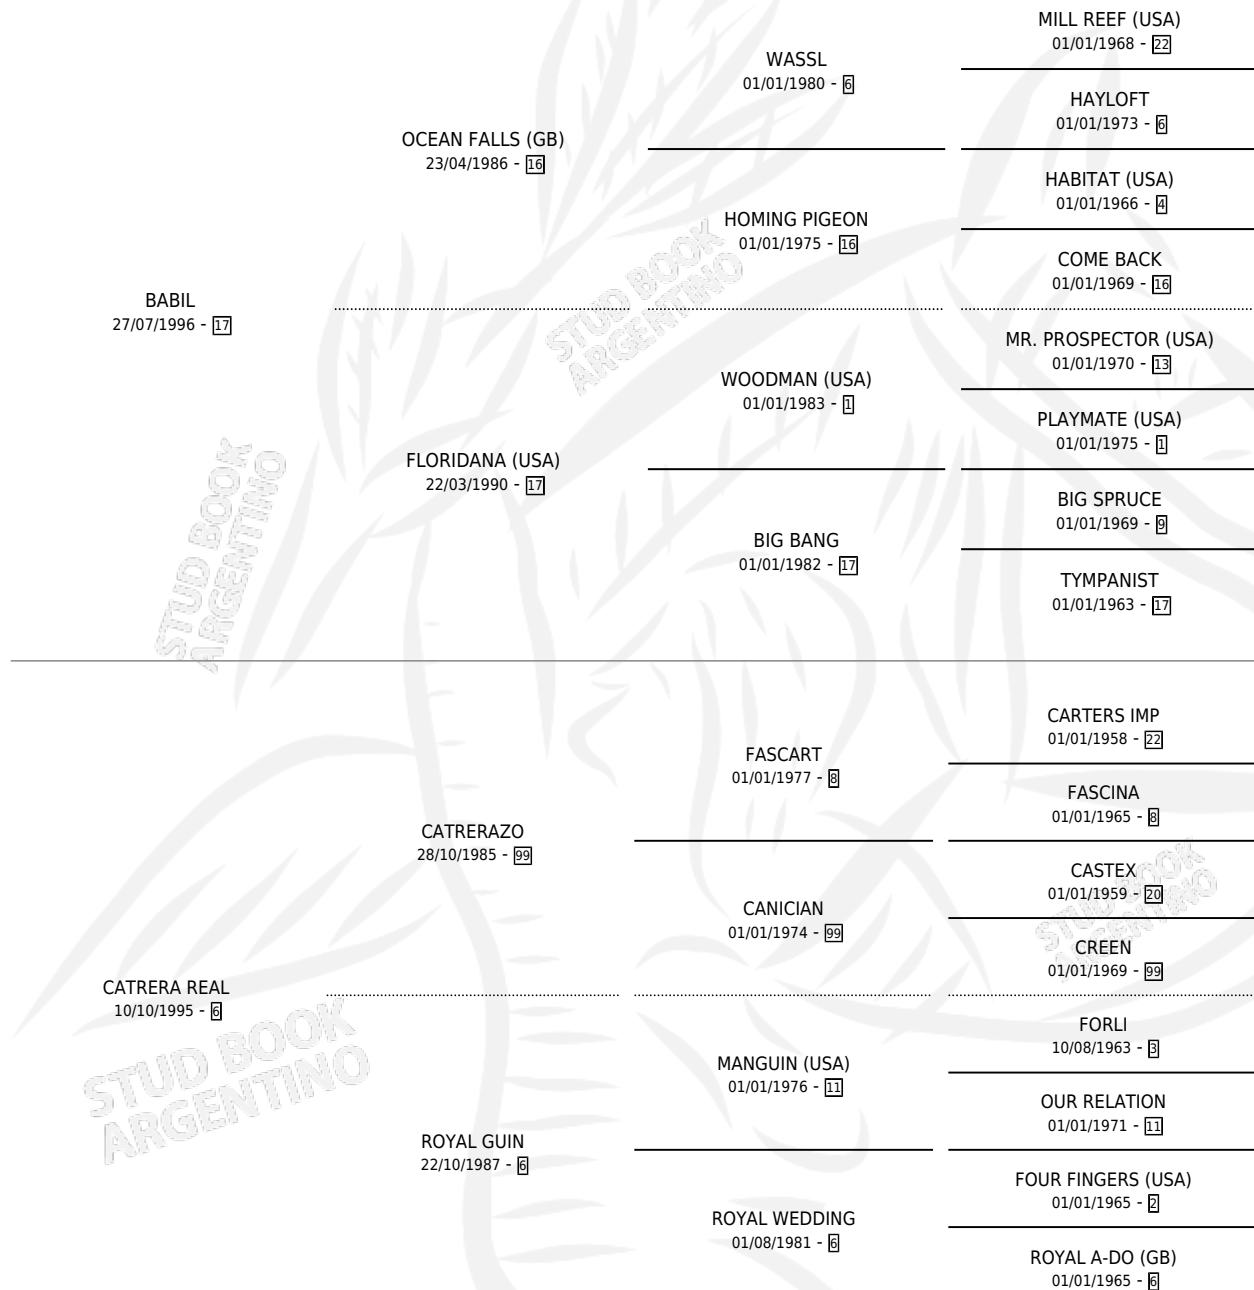 MILL REEF (USA)
01/01/1968 - 22
WASSL
01/01/1980 - 6
HAYLOFT
01/01/1973 - 6
OCEAN FALLS (GB)
23/04/1986 - 16
HABITAT (USA)
01/01/1966 - 4
HOMING PIGEON
01/01/1975 - 16
COME BACK
01/01/1969 - 16
BABIL
27/07/1996 - 17
MR. PROSPECTOR (USA)
01/01/1970 - 13
WOODMAN (USA)
01/01/1983 - 1
PLAYMATE (USA)
01/01/1975 - 1
FLORIDANA (USA)
22/03/1990 - 17
BIG SPRUCE
01/01/1969 - 9
BIG BANG
01/01/1982 - 17
TYMPANIST
01/01/1963 - 17
CARTERS IMP
01/01/1958 - 22
FASCART
01/01/1977 - 8
FASCINA
01/01/1965 - 8
CATRERAZO
28/10/1985 - 99
CASTEX
01/01/1959 - 20
CANICIAN
01/01/1974 - 99
CREEN
01/01/1969 - 99
CATRERA REAL
10/10/1995 - 6
FORLI
10/08/1963 - 3
MANGUIN (USA)
01/01/1976 - 11
OUR RELATION
01/01/1971 - 11
ROYAL GUIN
22/10/1987 - 6
FOUR FINGERS (USA)
01/01/1965 - 2
ROYAL WEDDING
01/08/1981 - 6
ROYAL A-DO (GB)
01/01/1965 - 6
STUD BOOK
ARGENTINO
STUD BOOK
ARGENTINO
STUD BOOK
ARGENTINO
STUD BOOK
ARGENTINO